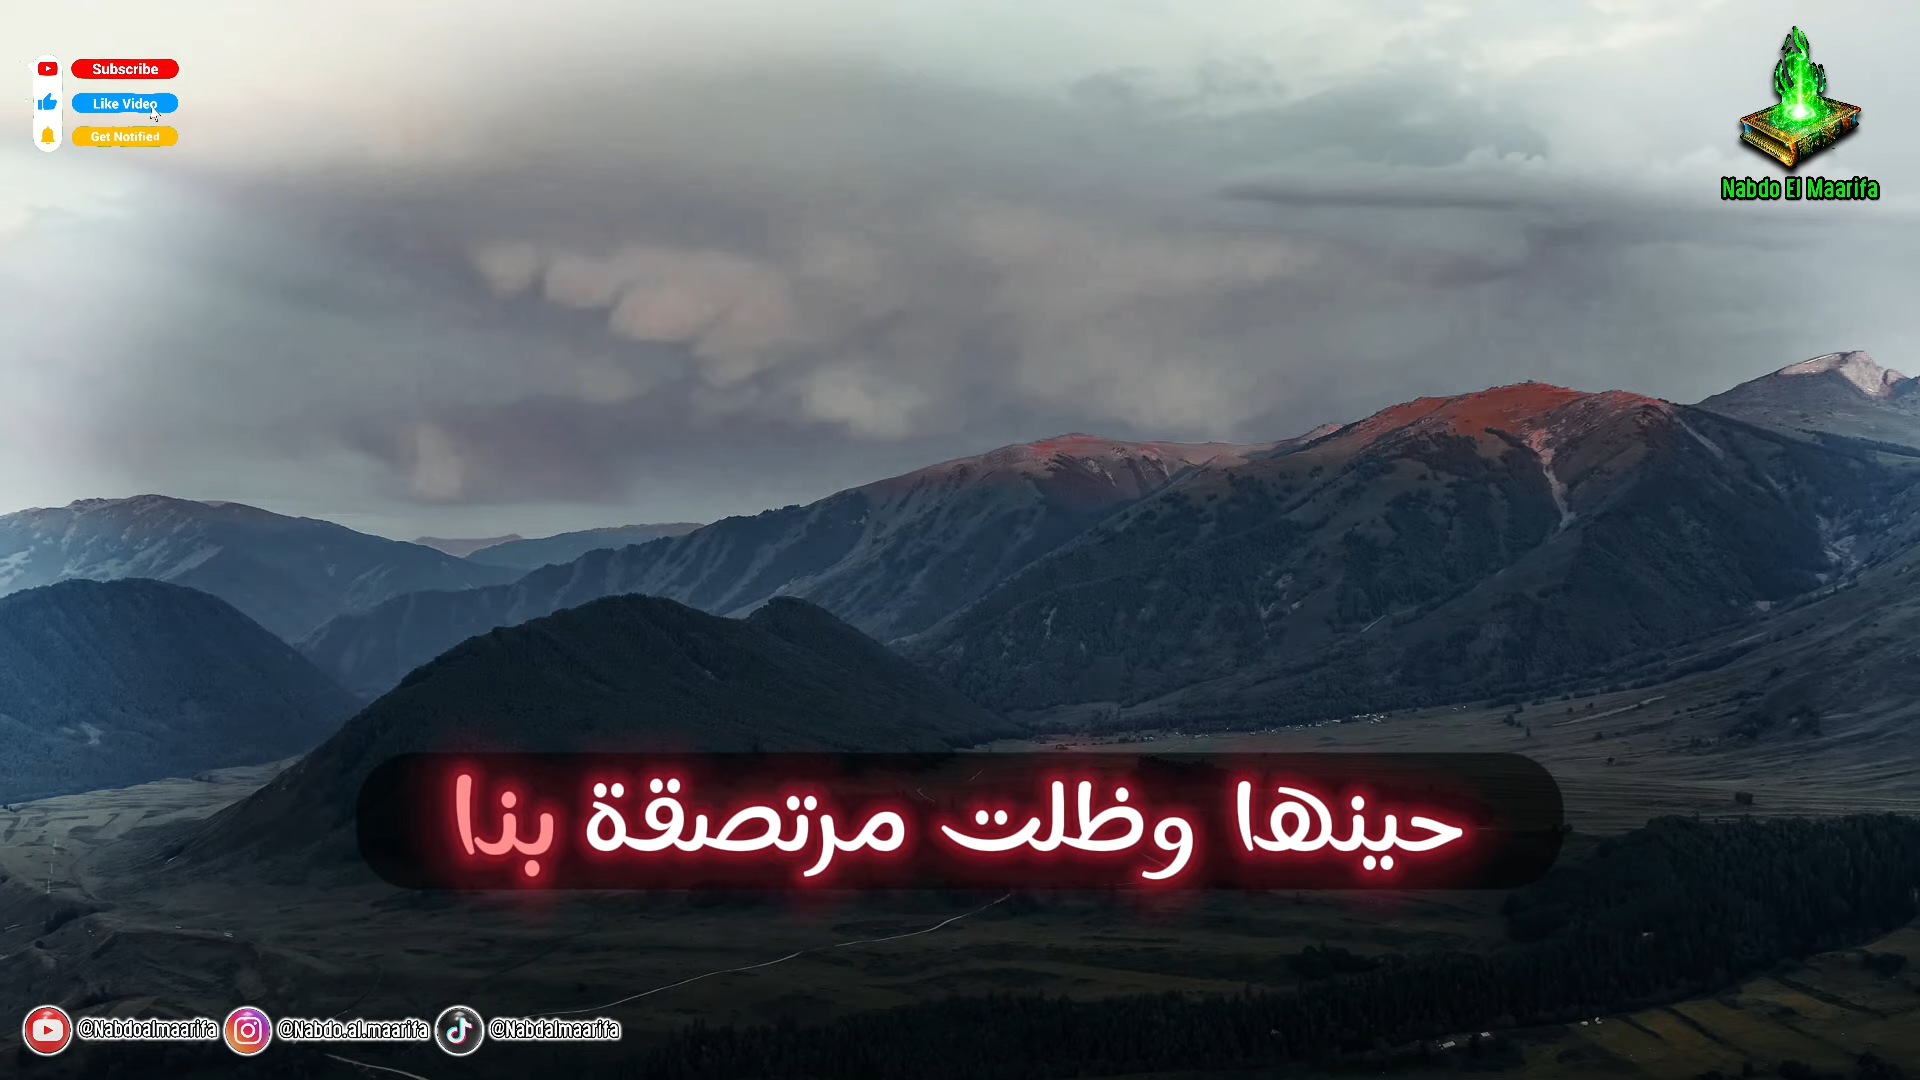 Subscribe
Like Video
Get Notified
Nabdo El Maarifa
حينها وظلت مرتصقة بنا
@Nabdoalmaarifa @Nabdo.al.maarifa @Nabdalmaarifa